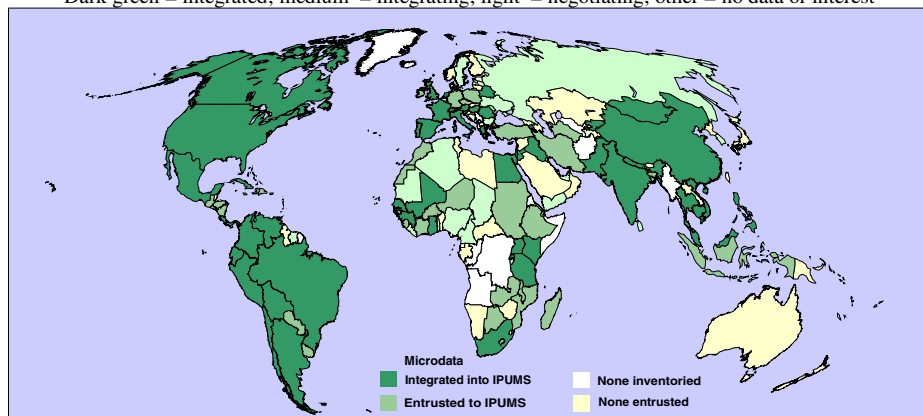 Dark green = integrated; medium = integrating; light = negotiating; other = no data or interest
Microdata
Integrated into IPUMS
None inventoried
Entrusted to IPUMS
None entrusted